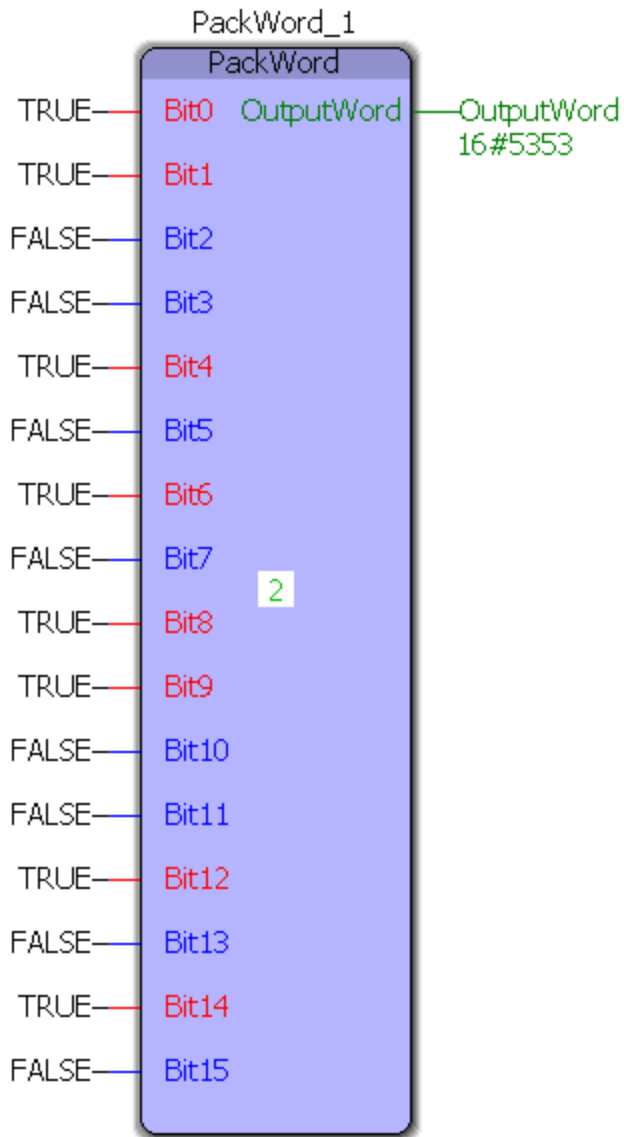 PackWord_1
PackWord
TRUE Bit0 OutputWord OutputWord
16#5353
TRUE Bit1
FALSE Bit2
FALSE Bit3
TRUE Bit4
FALSE Bit5
TRUE Bit6
FALSE Bit7
2
TRUE Bit8
TRUE Bit9
FALSE Bit10
FALSE Bit11
TRUE Bit12
FALSE Bit13
TRUE Bit14
FALSE Bit15